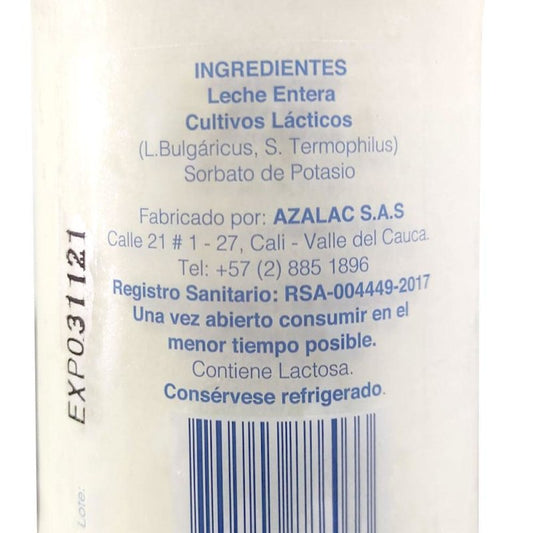 INGREDIENTES
Leche Entera
Cultivos Lácticos
(L.Bulgáricus, S. Termophilus)
Sorbato de Potasio
Fabricado por: AZALAC S.A.S
Calle 21 # 1 - 27, Cali - Valle del Cauca.
Tel: +57 (2) 885 1896
Registro Sanitario: RSA-004449-2017
Una vez abierto consumir en el
menor tiempo posible.
Contiene Lactosa.
Consérvese refrigerado.
EXP031121
Lote: